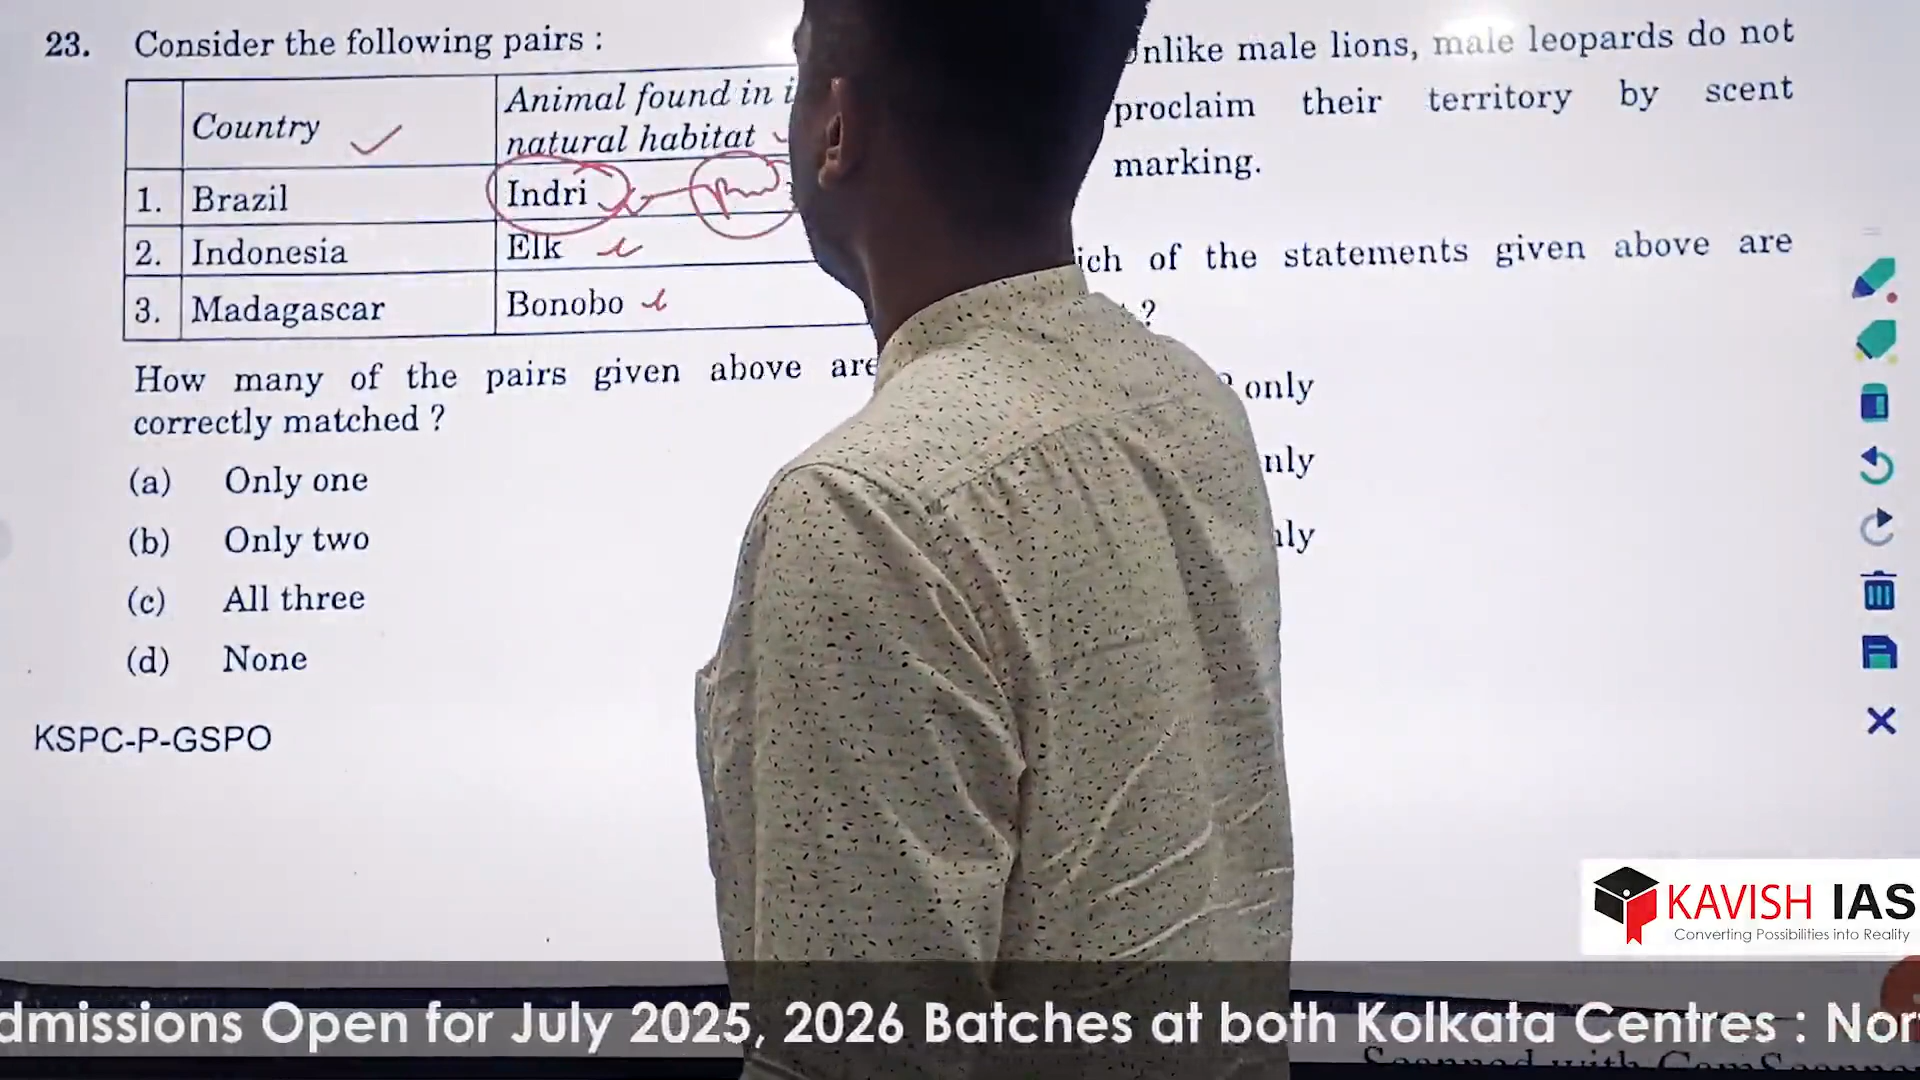 23. Consider the following pairs :
Country
Animal found in
natural habitat
1. Brazil Indri
2. Indonesia Elk
3. Madagascar Bonobo
How many of the pairs given above are
correctly matched ?
(a) Only one
(b) Only two
(c) All three
(d) None
KSPC-P-GSPO
nlike male lions, male leopards do not
proclaim their territory by scent
marking.
ich of the statements given above are
?
only
nly
nly
KAVISH IAS
Converting Possibilities into Reality
dmissions Open for July 2025, 2026 Batches at both Kolkata Centres : Nor
Scanned with CamScanne